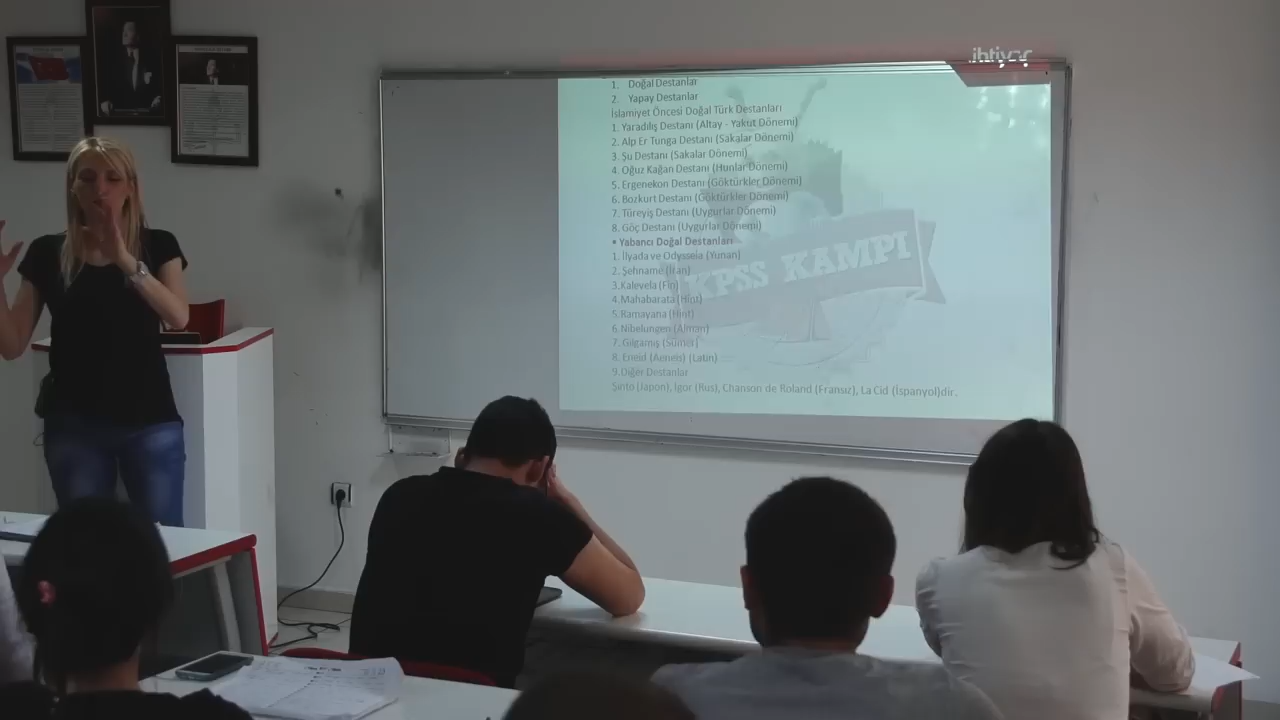 ihtiyaç
1. Doğal Destanlar
2. Yapay Destanlar
İslamiyet Öncesi Doğal Türk Destanları
1. Yaradılış Destanı (Altay - Yakut Dönemi)
2. Alp Er Tunga Destanı (Sakalar Dönemi)
3. Şu Destanı (Sakalar Dönemi)
4. Oğuz Kağan Destanı (Hunlar Dönemi)
5. Ergenekon Destanı (Göktürkler Dönemi)
6. Bozkurt Destanı (Göktürkler Dönemi)
7. Türeyiş Destanı (Uygurlar Dönemi)
8. Göç Destanı (Uygurlar Dönemi)
• Yabancı Doğal Destanları
1. İlyada ve Odysseia (Yunan)
2. Şehname (İran)
3.Kalevela (Fin)
4.Mahabarata (Hint)
5.Ramayana (Hint)
6.Nibelungen (Alman)
7.Gılgamış (Sümer)
8. Eneid (Aeneis) (Latin)
9.Diğer Destanlar
Şinto (Japon), İgor (Rus), Chanson de Roland (Fransız), La Cid (İspanyol)dir.
KPSS KAMPI